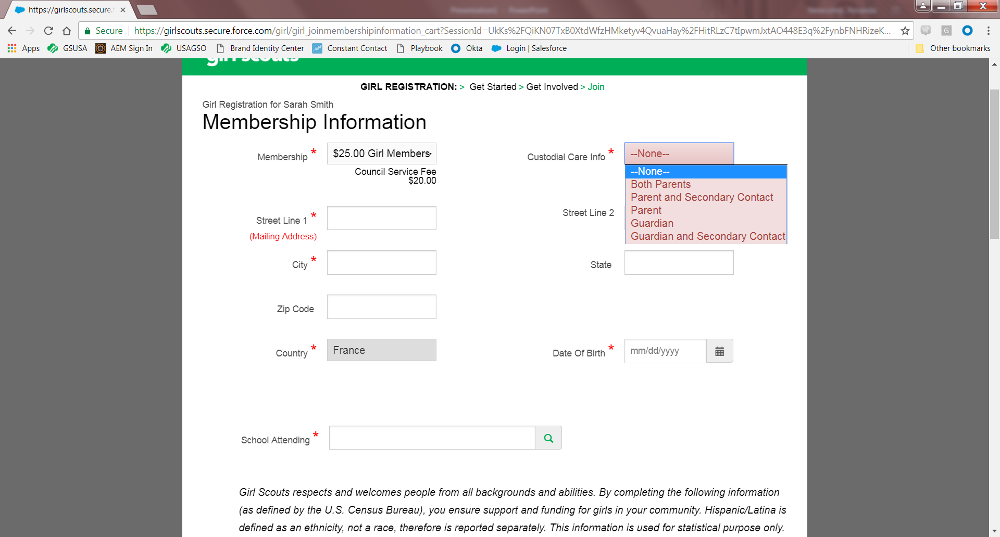 https://girlscouts.secure.f
Secure
https://girlscouts.secure.force.com/girl/girl_joinmembershipinformation_cart?SessionId=UkKs%2FQiKN07TxB0XtdWfzHMketyv4QvuaHay%2FHitRLzC7tIpwmJxtAO448E3q%2FynbFNHRizeK...
Apps GSUSA AEM Sign In USAGSO Brand Identity Center Constant Contact Playbook Okta Login | Salesforce Other bookmarks
girl scouts
GIRL REGISTRATION: > Get Started > Get Involved > Join
Girl Registration for Sarah Smith
Membership Information
Membership * $25.00 Girl Members
Custodial Care Info * --None--
Council Service Fee
$20.00
--None--
Both Parents
Parent and Secondary Contact
Parent
Guardian
Guardian and Secondary Contact
Street Line 1 *
(Mailing Address)
Street Line 2
City *
State
Zip Code
Country * France
Date Of Birth * mm/dd/yyyy
School Attending *
Girl Scouts respects and welcomes people from all backgrounds and abilities. By completing the following information
(as defined by the U.S. Census Bureau), you ensure support and funding for girls in your community. Hispanic/Latina is
defined as an ethnicity, not a race, therefore is reported separately. This information is used for statistical purpose only.